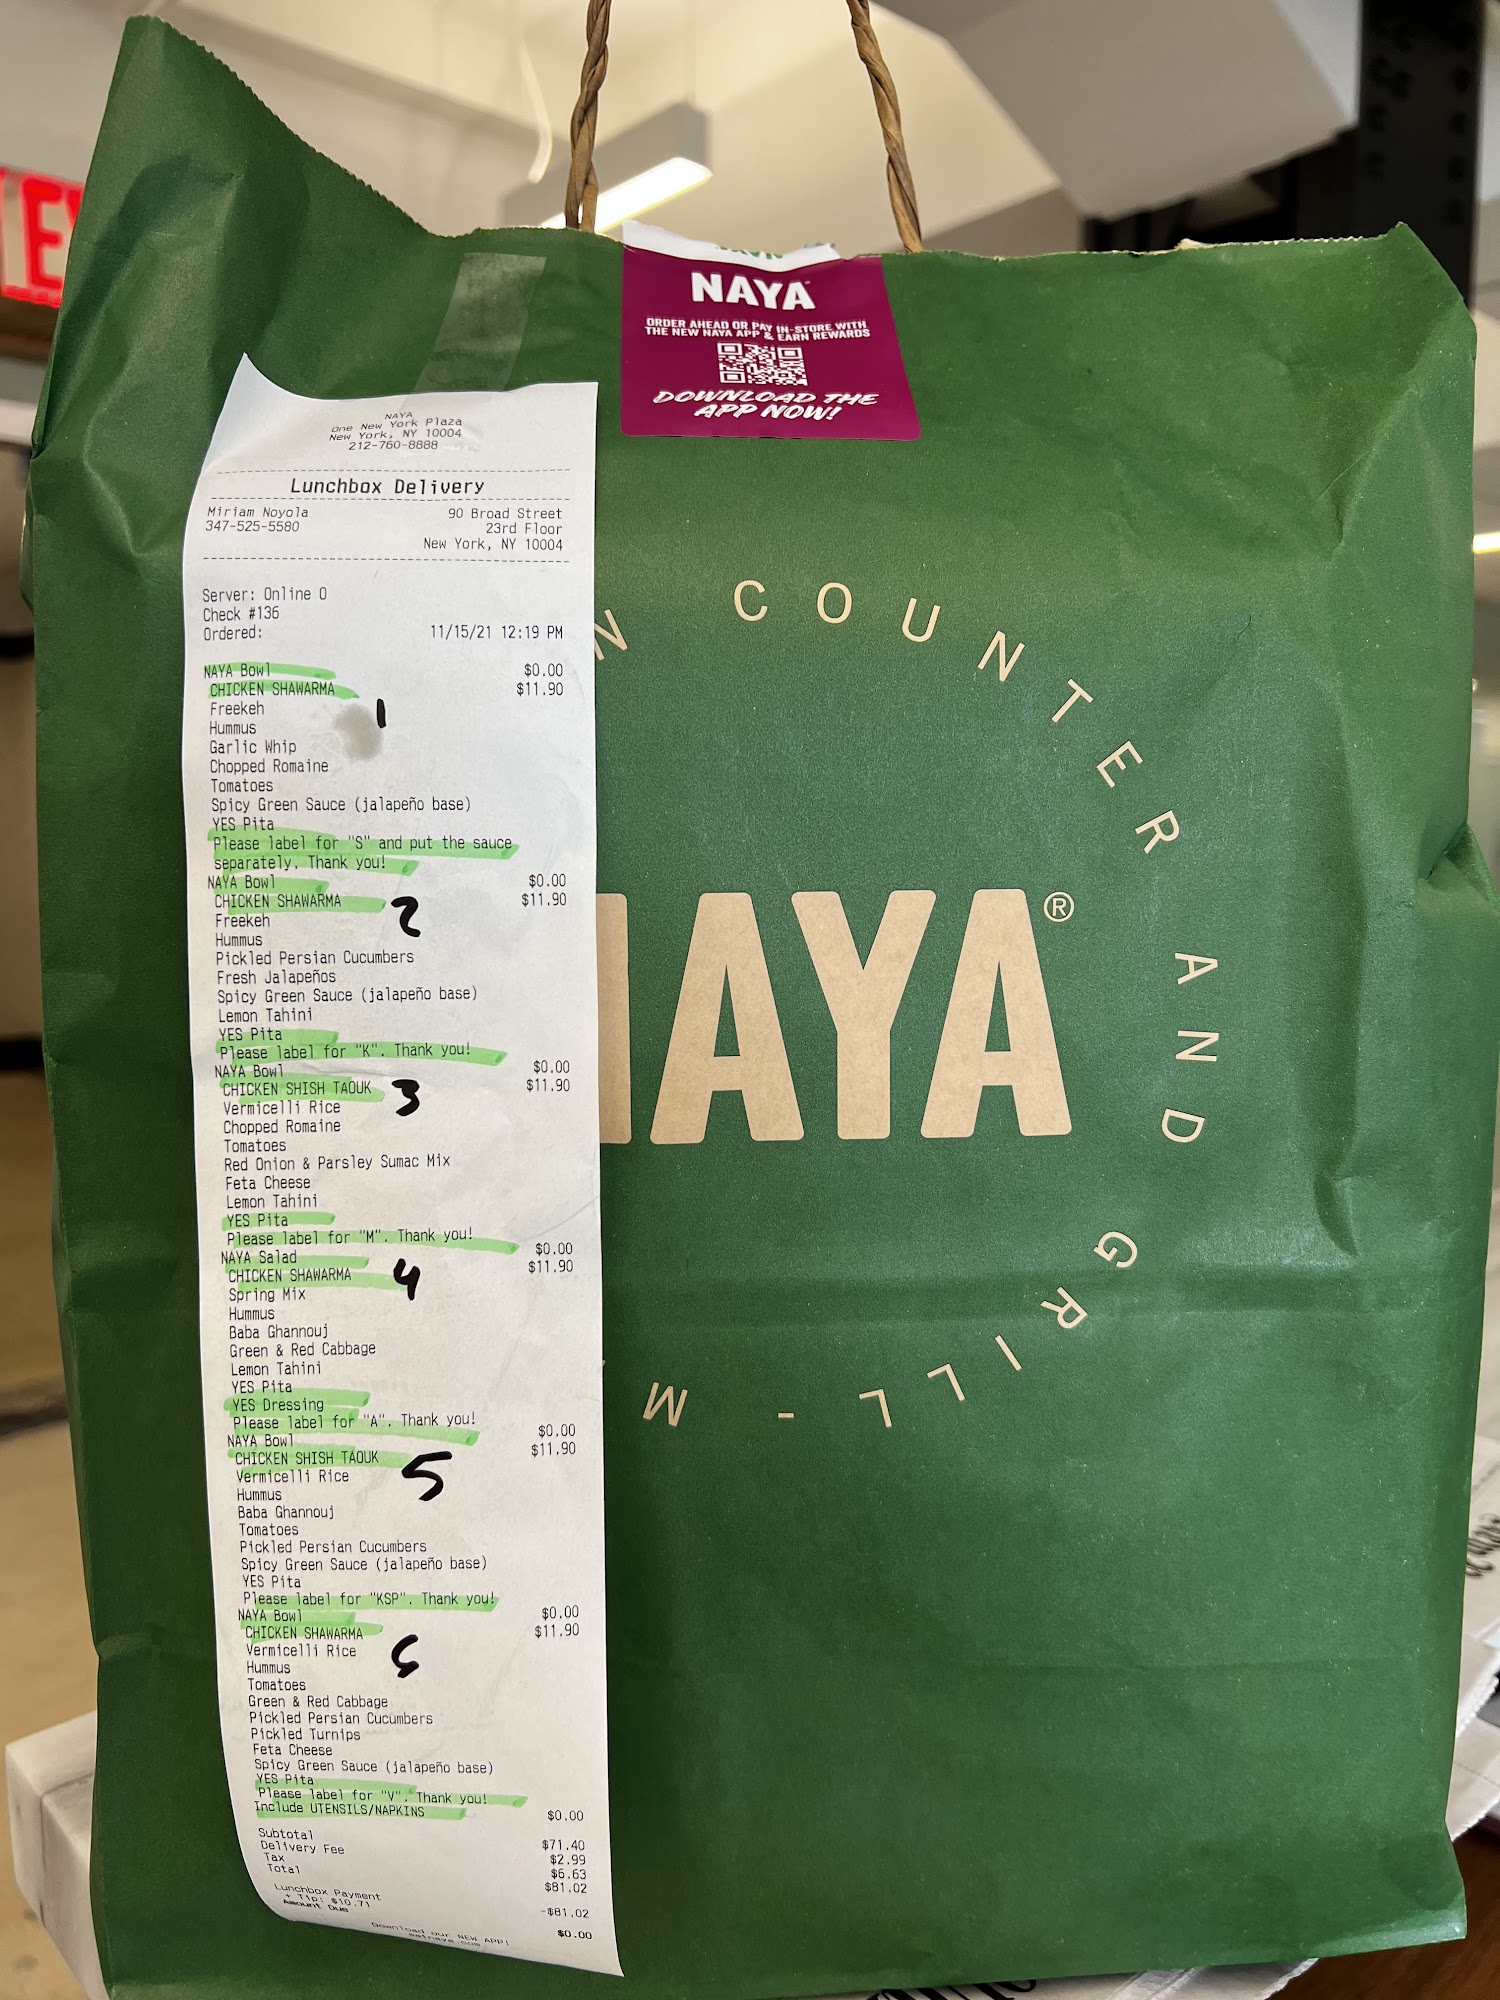 EX
NAYA
ORDER AHEAD OR PAY IN-STORE WITH
THE NEW NAYA APP & EARN REWARDS
DOWNLOAD THE
APP NOW!
NAYA
One New York Plaza
New York, NY 10004
212-760-8888
Lunchbox Delivery
Miriam Noyola 90 Broad Street
347-525-5580 23rd Floor
New York, NY 10004
Server: Online O
Check #136
Ordered: 11/15/21 12:19 PM
NAYA Bowl $0.00
CHICKEN SHAWARMA $11.90
1
Freekeh
Hummus
Garlic Whip
Chopped Romaine
Tomatoes
Spicy Green Sauce (jalapeño base)
YES Pita
Please label for "S" and put the sauce
separately. Thank you!
NAYA Bowl $0.00
CHICKEN SHAWARMA $11.90
2
Freekeh
Hummus
Pickled Persian Cucumbers
Fresh Jalapeños
Spicy Green Sauce (jalapeño base)
Lemon Tahini
YES Pita
Please label for "K". Thank you!
NAYA Bowl $0.00
CHICKEN SHISH TAOUK $11.90
3
Vermicelli Rice
Chopped Romaine
Tomatoes
Red Onion & Parsley Sumac Mix
Feta Cheese
Lemon Tahini
YES Pita
Please label for "M". Thank you!
NAYA Salad $0.00
CHICKEN SHAWARMA $11.90
4
Spring Mix
Hummus
Baba Ghannouj
Green & Red Cabbage
Lemon Tahini
YES Pita
YES Dressing
Please label for "A". Thank you!
NAYA Bowl $0.00
CHICKEN SHISH TAOUK $11.90
5
Vermicelli Rice
Hummus
Baba Ghannouj
Tomatoes
Pickled Persian Cucumbers
Spicy Green Sauce (jalapeño base)
YES Pita
Please label for "KSP". Thank you!
NAYA Bowl $0.00
CHICKEN SHAWARMA $11.90
6
Vermicelli Rice
Hummus
Tomatoes
Green & Red Cabbage
Pickled Persian Cucumbers
Pickled Turnips
Feta Cheese
Spicy Green Sauce (jalapeño base)
YES Pita
Please label for "V". Thank you!
Include UTENSILS/NAPKINS $0.00
Subtotal $71.40
Delivery Fee $2.99
Tax $6.63
Total $81.02
Lunchbox Payment -$81.02
+ Tip: $10.71
Amount Due $0.00
Download our NEW APP!
eatnaya.com
N COUNTER AND GRILL - M
NAYA®